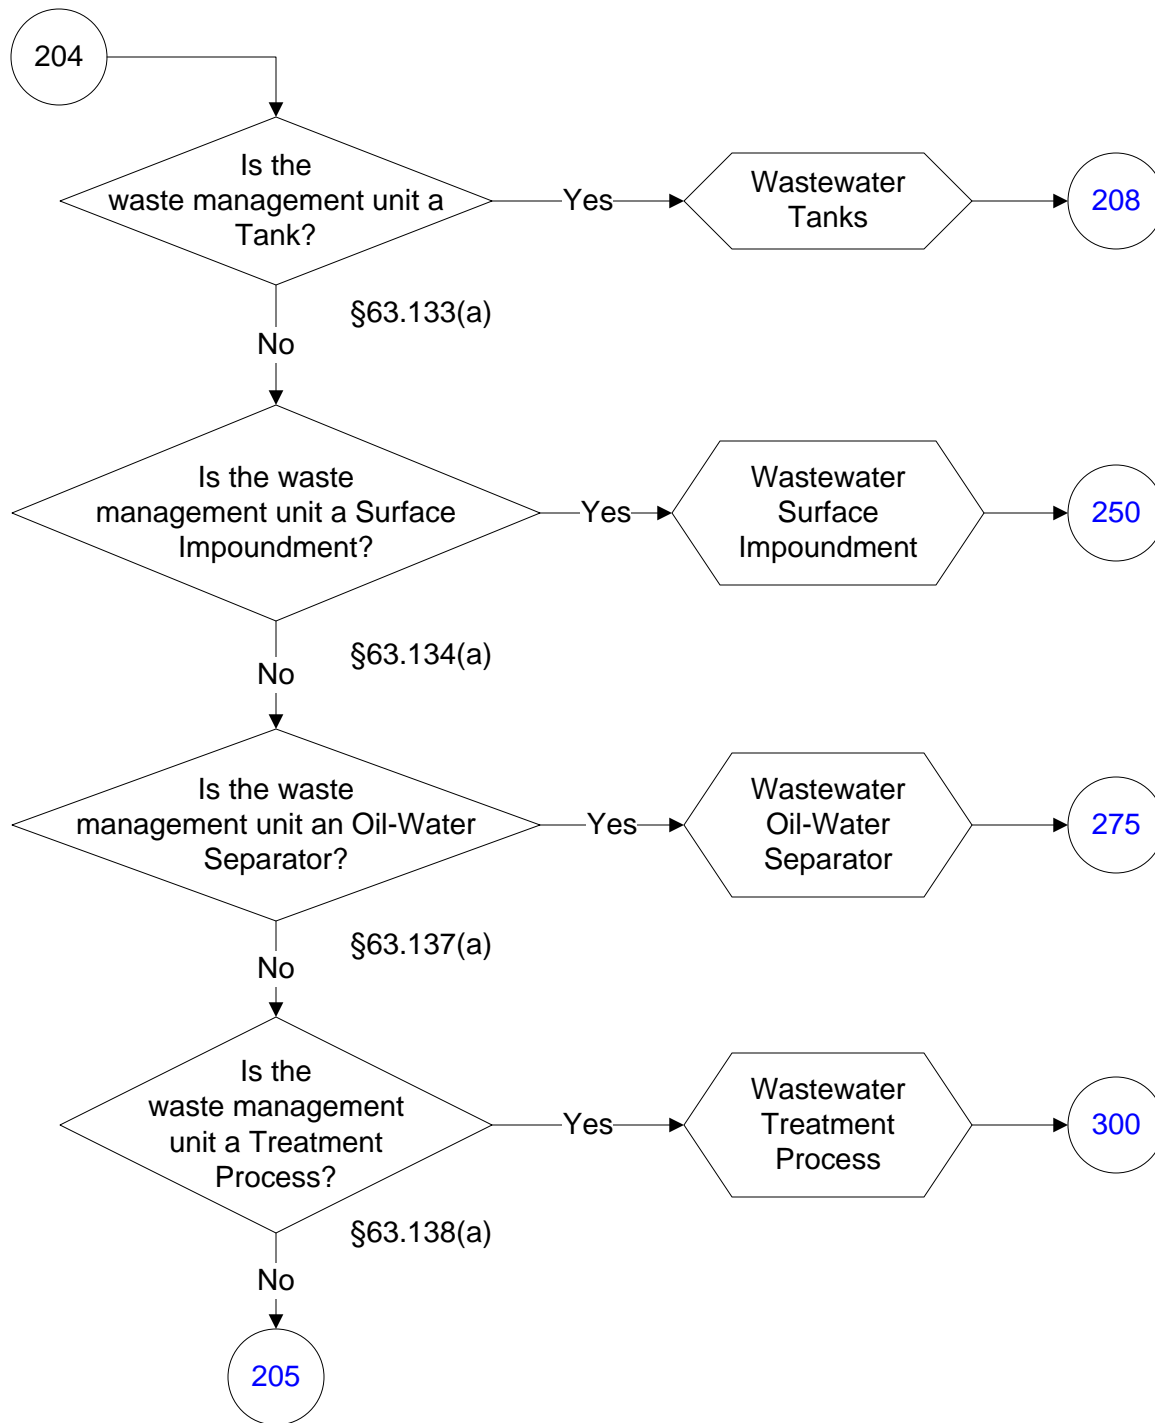 204
Is the
waste management unit a
Tank?
Yes
Wastewater
Tanks
208
§63.133(a)
No
Is the waste
management unit a Surface
Impoundment?
Yes
Wastewater
Surface
Impoundment
250
§63.134(a)
No
Is the waste
management unit an Oil-Water
Separator?
Yes
Wastewater
Oil-Water
Separator
275
§63.137(a)
No
Is the
waste management
unit a Treatment
Process?
Yes
Wastewater
Treatment
Process
300
§63.138(a)
No
205